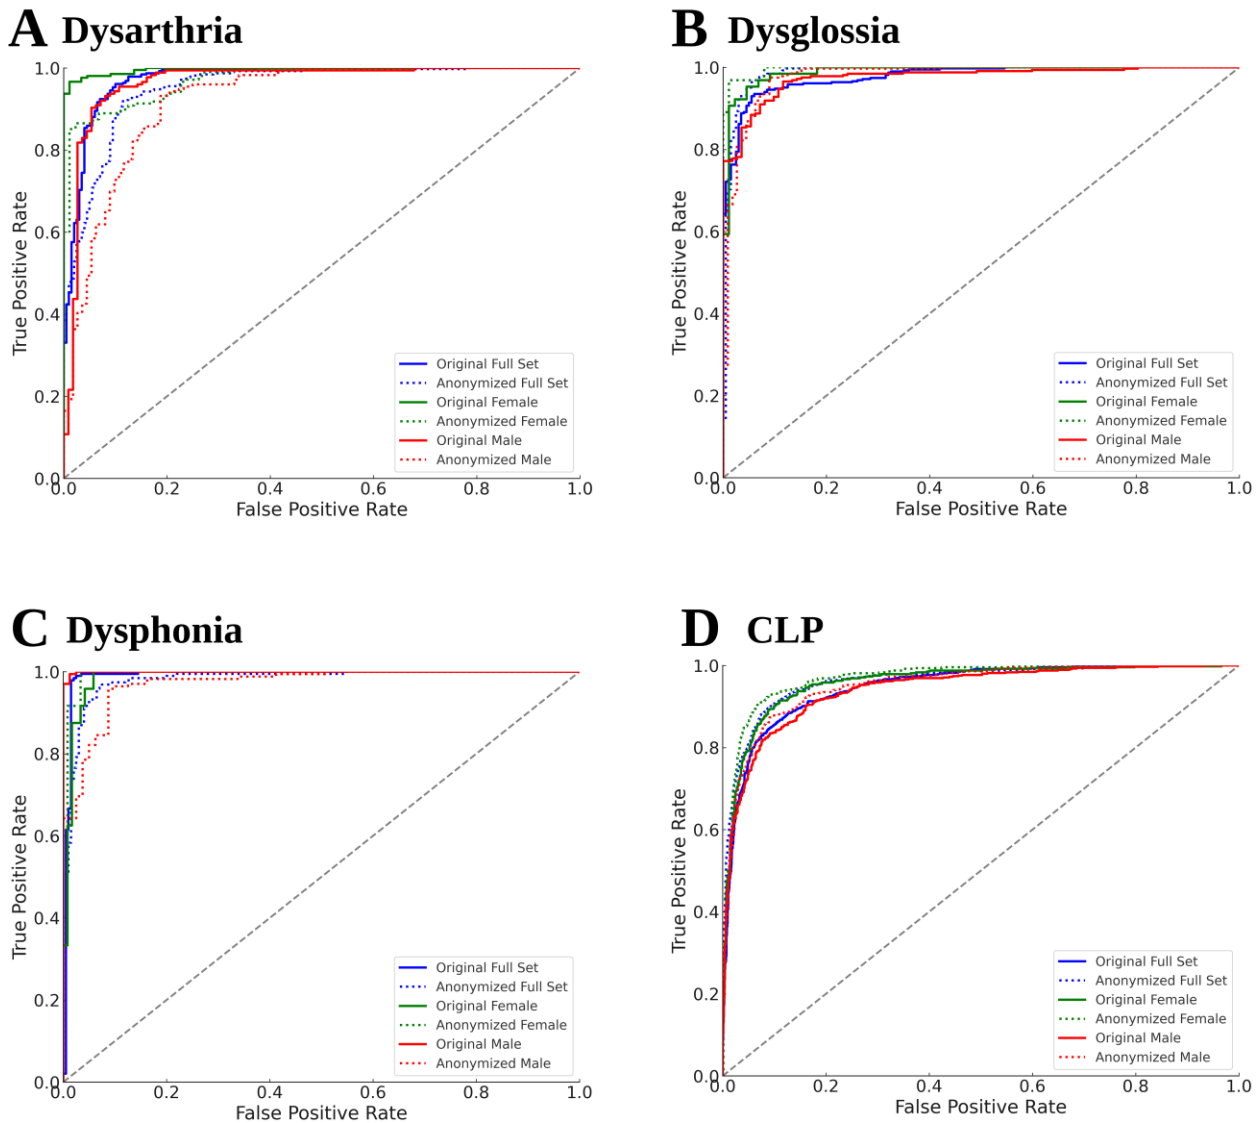 A Dysarthria
1.0
0.8
0.6
0.4
0.2
0.0
0.0 0.2 0.4 0.6 0.8 1.0
True Positive Rate
False Positive Rate
Original Full Set
Anonymized Full Set
Original Female
Anonymized Female
Original Male
Anonymized Male
B Dysglossia
1.0
0.8
0.6
0.4
0.2
0.0
0.0 0.2 0.4 0.6 0.8 1.0
True Positive Rate
False Positive Rate
Original Full Set
Anonymized Full Set
Original Female
Anonymized Female
Original Male
Anonymized Male
C Dysphonia
1.0
0.8
0.6
0.4
0.2
0.0
0.0 0.2 0.4 0.6 0.8 1.0
True Positive Rate
False Positive Rate
Original Full Set
Anonymized Full Set
Original Female
Anonymized Female
Original Male
Anonymized Male
D CLP
1.0
0.8
0.6
0.4
0.2
0.0
0.0 0.2 0.4 0.6 0.8 1.0
True Positive Rate
False Positive Rate
Original Full Set
Anonymized Full Set
Original Female
Anonymized Female
Original Male
Anonymized Male